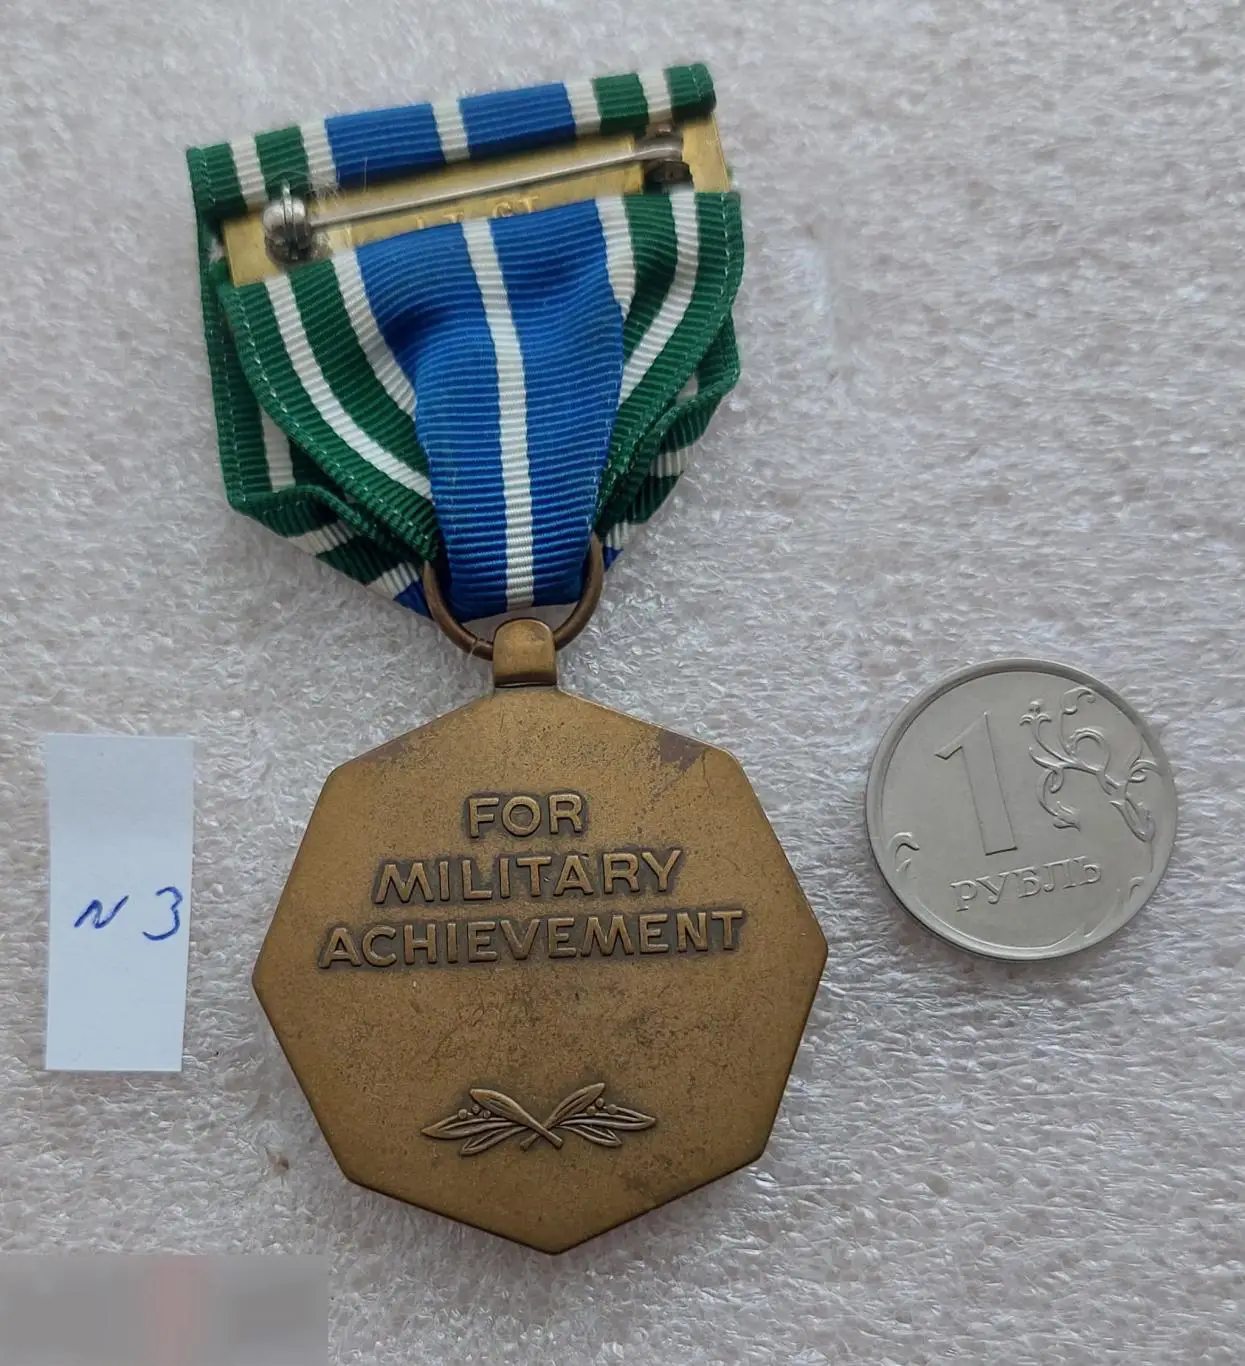 FOR
MILITARY
ACHIEVEMENT
N 3
1
РУБЛЬ